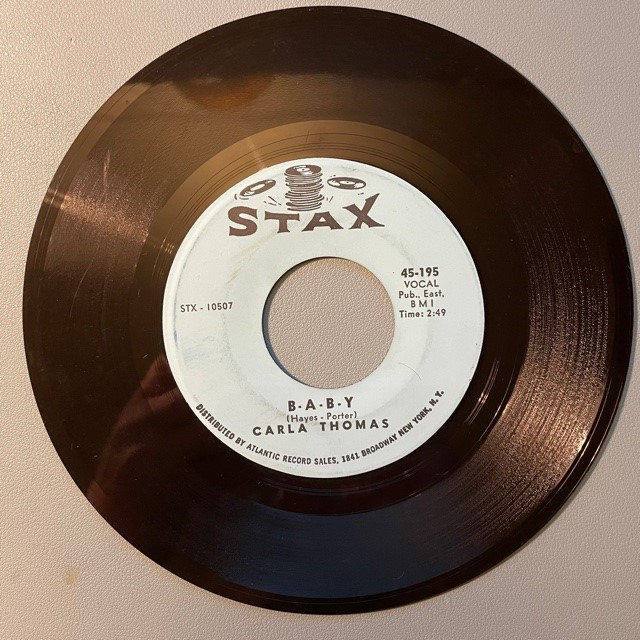 STAX
45-195
VOCAL
Pub., East,
BMI
Time: 2:49
STX - 10507
B-A-B-Y
(Hayes - Porter)
CARLA THOMAS
DISTRIBUTED BY ATLANTIC RECORD SALES, 1841 BROADWAY NEW YORK, N. Y.